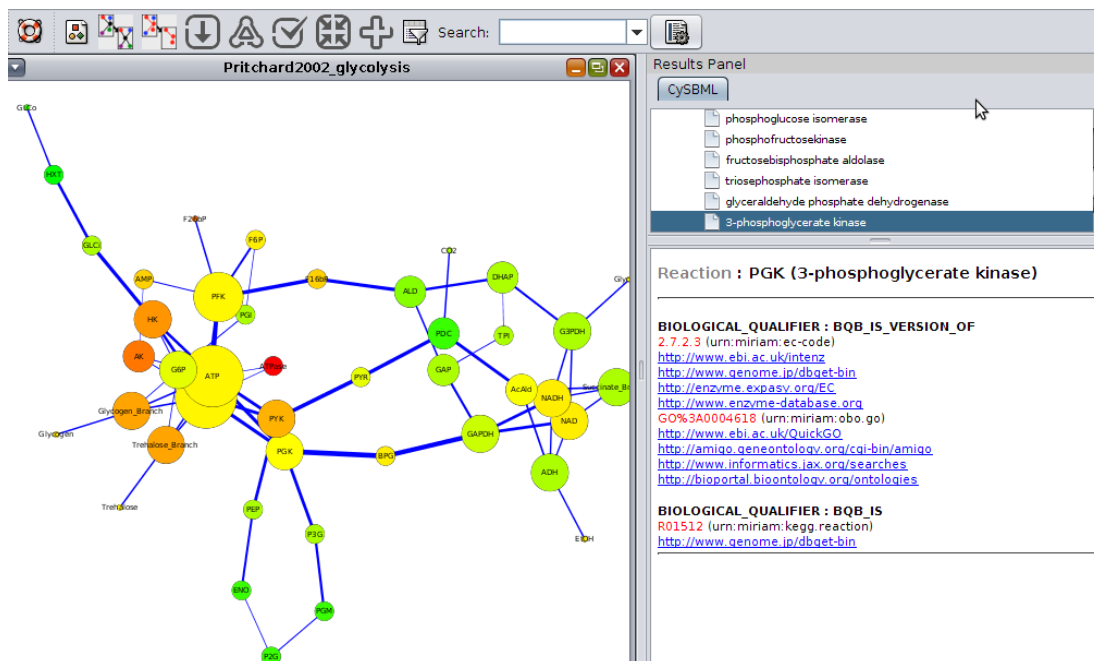 Search:
Pritchard2002_glycolysis
GLCo
HXT
GLCi
F26bP
F6P
AMP
F16bP
PFK
PGI
HK
AK
G6P
ATP
ATPase
Glycogen_Branch
Glycogen
Trehalose_Branch
Trehalose
PYK
PGK
PYR
BPG
PEP
P3G
ENO
PGM
P2G
CO2
ALD
DHAP
Glyc
PDC
G3PDH
TPI
GAP
AcAld
NADH
Succinate_Br
NAD
GAPDH
ADH
EtOH
Results Panel
CySBML
phosphoglucose isomerase
phosphofructosekinase
fructosebisphosphate aldolase
triosephosphate isomerase
glyceraldehyde phosphate dehydrogenase
3-phosphoglycerate kinase
Reaction : PGK (3-phosphoglycerate kinase)
BIOLOGICAL_QUALIFIER : BQB_IS_VERSION_OF
2.7.2.3 (urn:miriam:ec-code)
http://www.ebi.ac.uk/intenz
http://www.genome.jp/dbget-bin
http://enzyme.expasy.org/EC
http://www.enzyme-database.org
GO%3A0004618 (urn:miriam:obo.go)
http://www.ebi.ac.uk/QuickGO
http://amigo.geneontology.org/cgi-bin/amigo
http://www.informatics.jax.org/searches
http://bioportal.bioontology.org/ontologies
BIOLOGICAL_QUALIFIER : BQB_IS
R01512 (urn:miriam:kegg.reaction)
http://www.genome.jp/dbget-bin